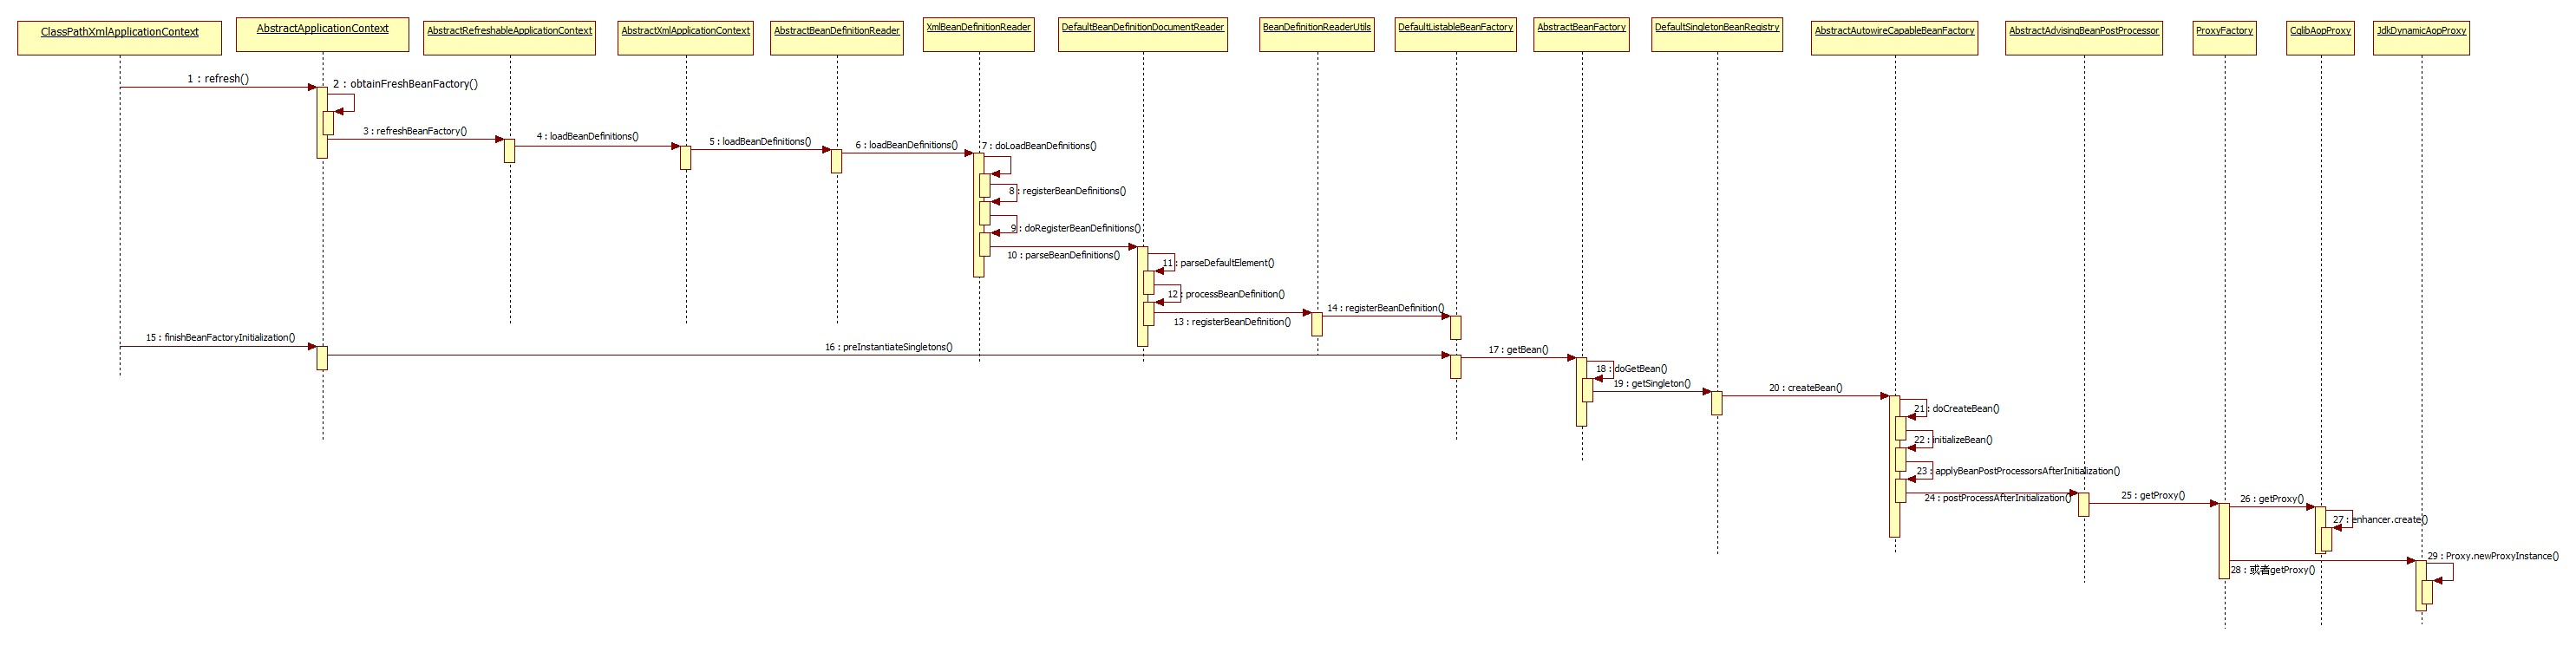 ClassPathXmlApplicationContext
AbstractApplicationContext
AbstractRefreshableApplicationContext
AbstractXmlApplicationContext
AbstractBeanDefinitionReader
XmlBeanDefinitionReader
DefaultBeanDefinitionDocumentReader
BeanDefinitionReaderUtils
DefaultListableBeanFactory
AbstractBeanFactory
DefaultSingletonBeanRegistry
AbstractAutowireCapableBeanFactory
AbstractAdvisingBeanPostProcessor
ProxyFactory
CglibAopProxy
JdkDynamicAopProxy
1 : refresh()
2 : obtainFreshBeanFactory()
3 : refreshBeanFactory()
4 : loadBeanDefinitions()
5 : loadBeanDefinitions()
6 : loadBeanDefinitions()
7 : doLoadBeanDefinitions()
8 : registerBeanDefinitions()
9 : doRegisterBeanDefinitions()
10 : parseBeanDefinitions()
11 : parseDefaultElement()
12 : processBeanDefinition()
13 : registerBeanDefinition()
14 : registerBeanDefinition()
15 : finishBeanFactoryInitialization()
16 : preInstantiateSingletons()
17 : getBean()
18 : doGetBean()
19 : getSingleton()
20 : createBean()
21 : doCreateBean()
22 : initializeBean()
23 : applyBeanPostProcessorsAfterInitialization()
24 : postProcessAfterInitialization()
25 : getProxy()
26 : getProxy()
27 : enhancer.create()
28 : 或者getProxy()
29 : Proxy.newProxyInstance()